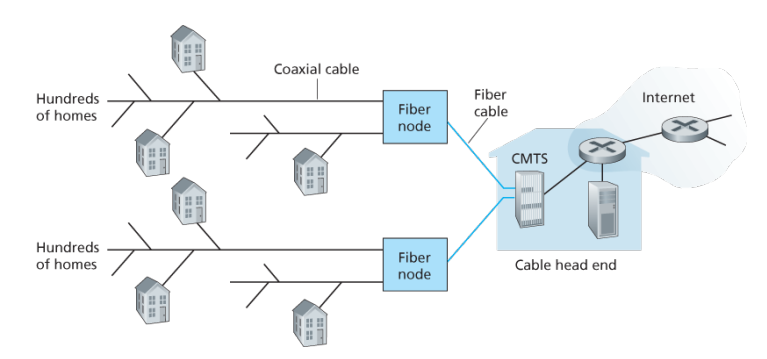 Coaxial cable
Hundreds
of homes
Fiber
node
Fiber
cable
Internet
CMTS
Hundreds
of homes
Fiber
node
Cable head end